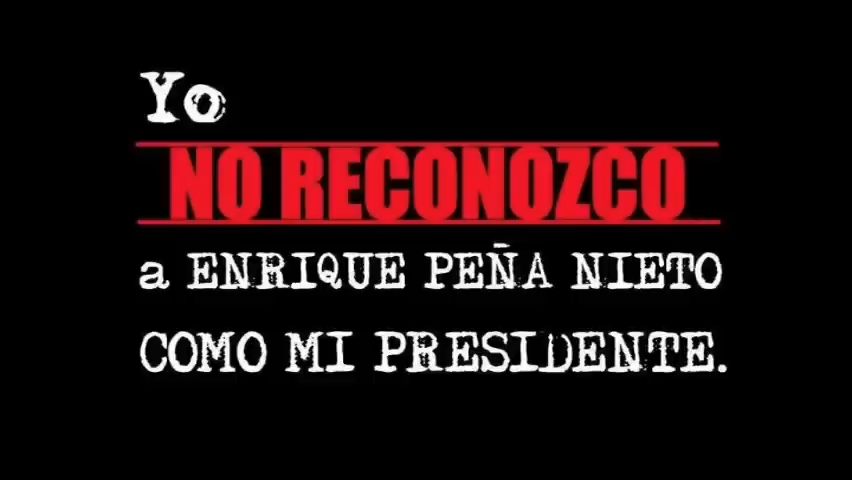 Yo
NO RECONOZCO
a ENRIQUE PEÑA NIETO
COMO MI PRESIDENTE.